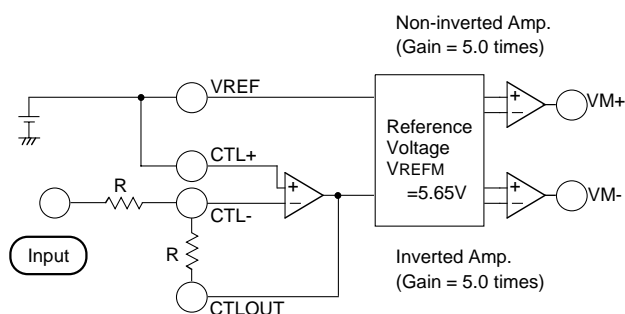 Non-inverted Amp.
(Gain = 5.0 times)
VREF
VM+
Reference
Voltage
VREFM
=5.65V
CTL+
R
CTL-
VM-
Input
R
CTLOUT
Inverted Amp.
(Gain = 5.0 times)